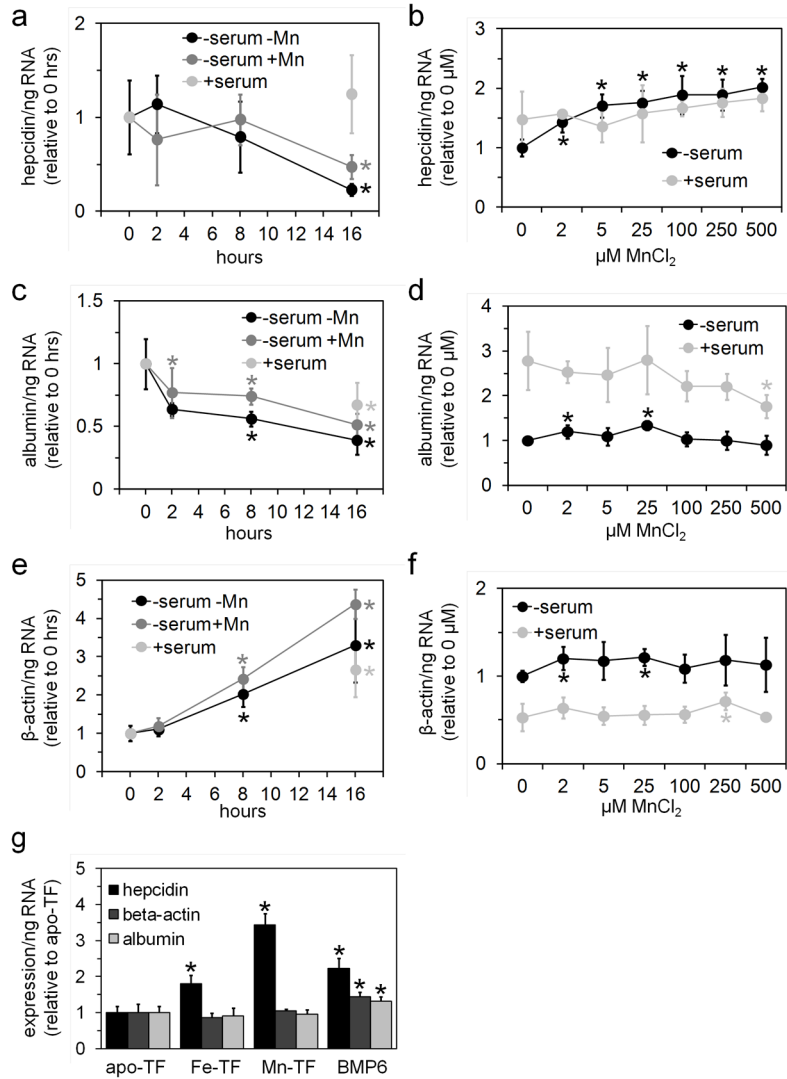 a
hepcidin/ng RNA
(relative to 0 hrs)
2
1
0
-serum -Mn
-serum +Mn
+serum
*
*
0 2 4 6 8 10 12 14 16
hours
b
hepcidin/ng RNA
(relative to 0 µM)
3
2
1
0
* * * * *
*
-serum
+serum
0 2 5 25 100 250 500
µM MnCl₂
c
albumin/ng RNA
(relative to 0 hrs)
1.5
1
0.5
0
-serum -Mn
-serum +Mn
+serum
* *
*
*
*
*
0 2 4 6 8 10 12 14 16
hours
d
albumin/ng RNA
(relative to 0 µM)
4
3
2
1
0
-serum
+serum
*
* *
0 2 5 25 100 250 500
µM MnCl₂
e
β-actin/ng RNA
(relative to 0 hrs)
5
4
3
2
1
0
-serum -Mn
-serum+Mn
+serum
*
*
*
*
*
0 2 4 6 8 10 12 14 16
hours
f
β-actin/ng RNA
(relative to 0 µM)
2
1
0
-serum
+serum
* *
*
0 2 5 25 100 250 500
µM MnCl₂
g
expression/ng RNA
(relative to apo-TF)
5
4
3
2
1
0
hepcidin
beta-actin
albumin
*
*
* * *
apo-TF Fe-TF Mn-TF BMP6